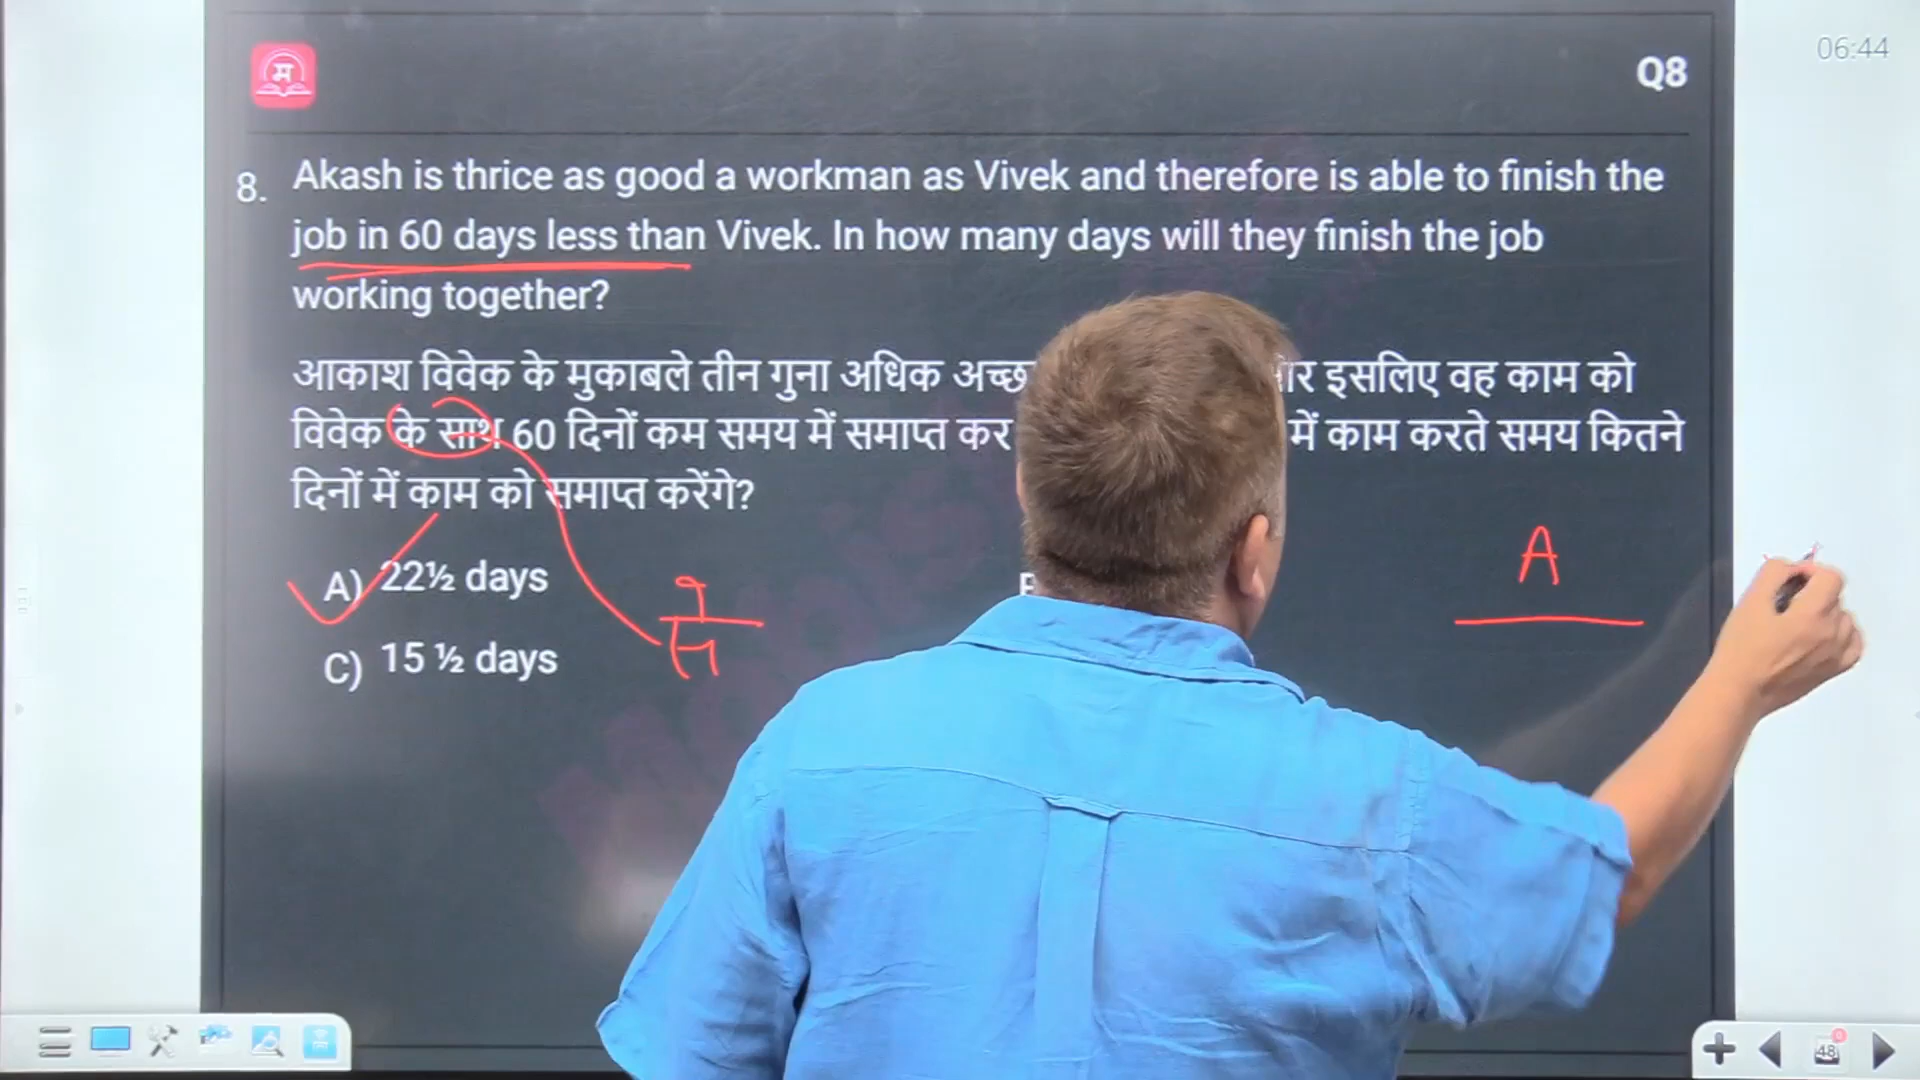 06:44
म
Q8
8. Akash is thrice as good a workman as Vivek and therefore is able to finish the
job in 60 days less than Vivek. In how many days will they finish the job
working together?
आकाश विवेक के मुकाबले तीन गुना अधिक इसलिए वह काम को
विवेक के साथ 60 दिनों कम समय में समाप्त कर में काम करते समय कितने
दिनों में काम को समाप्त करेंगे?
A) 22½ days
C) 15 ½ days
A
48